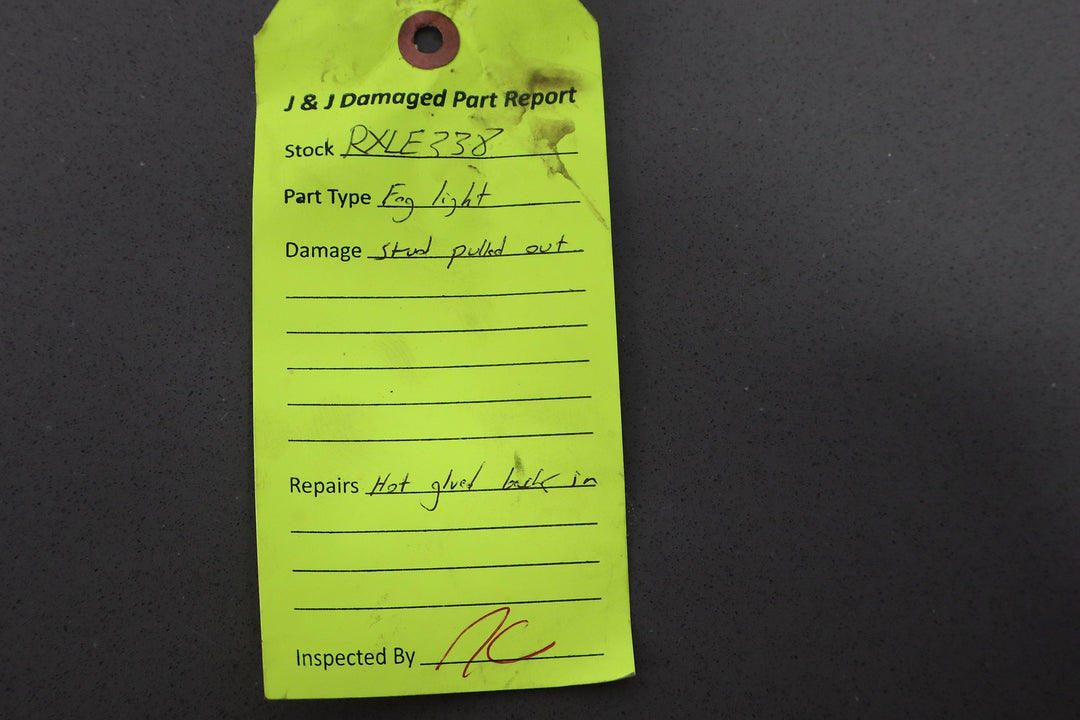 J & J Damaged Part Report
Stock RXLE338
Part Type Fog light
Damage Stud pulled out
Repairs Hot glued back in
Inspected By